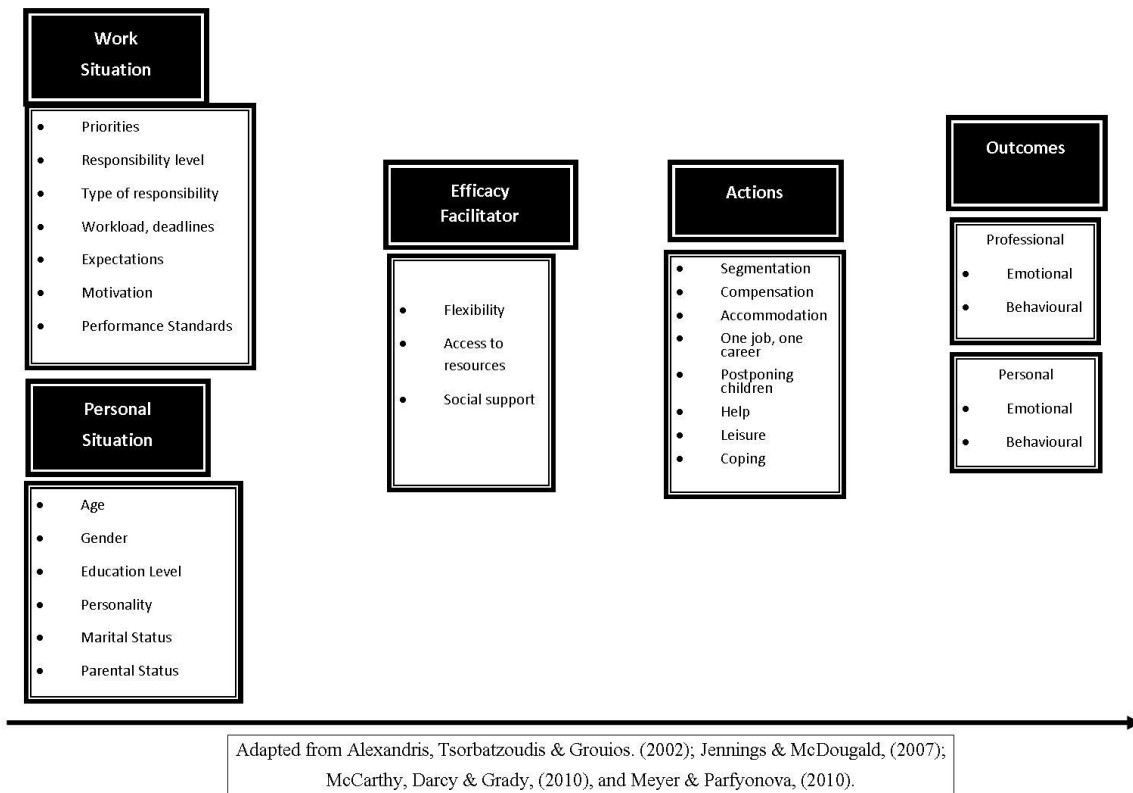 Work
Situation
• Priorities
• Responsibility level
• Type of responsibility
• Workload, deadlines
• Expectations
• Motivation
• Performance Standards
Personal
Situation
• Age
• Gender
• Education Level
• Personality
• Marital Status
• Parental Status
Efficacy
Facilitator
• Flexibility
• Access to
resources
• Social support
Actions
• Segmentation
• Compensation
• Accommodation
• One job, one
career
• Postponing
children
• Help
• Leisure
• Coping
Outcomes
Professional
• Emotional
• Behavioural
Personal
• Emotional
• Behavioural
Adapted from Alexandris, Tsorbatzoudis & Grouios. (2002); Jennings & McDougald, (2007);
McCarthy, Darcy & Grady, (2010), and Meyer & Parfyonova, (2010).